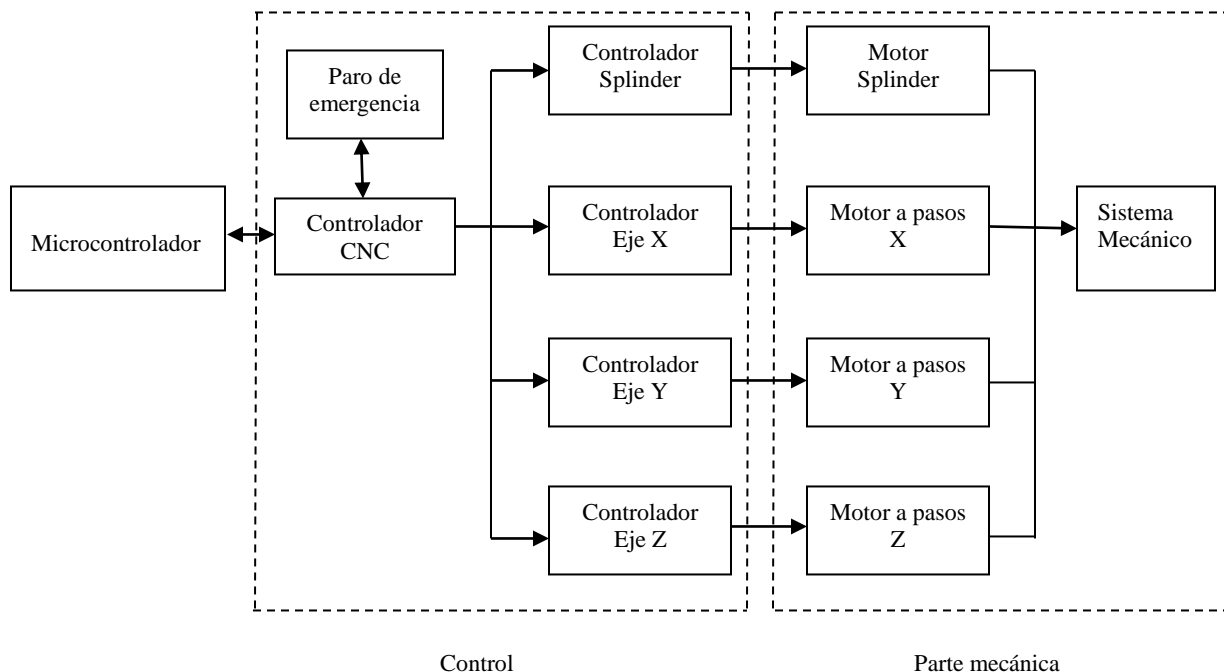 Paro de
emergencia
Microcontrolador
Controlador
CNC
Controlador
Splinder
Controlador
Eje X
Controlador
Eje Y
Controlador
Eje Z
Motor
Splinder
Motor a pasos
X
Motor a pasos
Y
Motor a pasos
Z
Sistema
Mecánico
Control
Parte mecánica